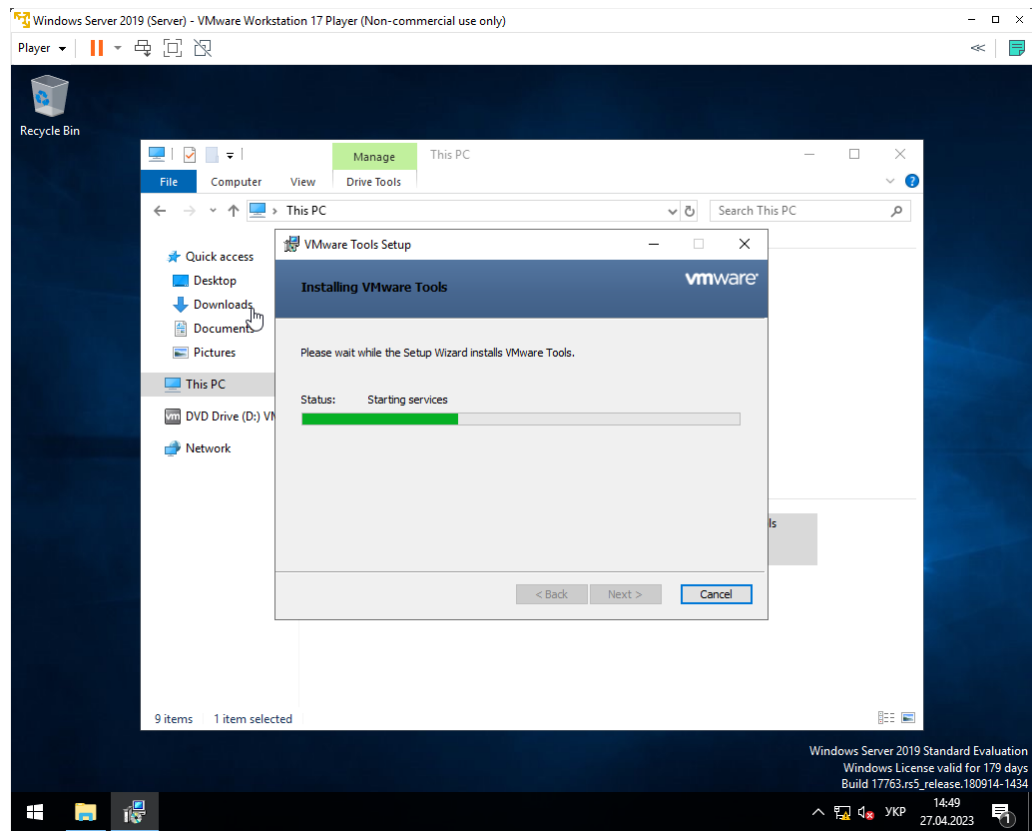 Windows Server 2019 (Server) - VMware Workstation 17 Player (Non-commercial use only)
Player
Recycle Bin
Manage This PC
File Computer View Drive Tools
This PC Search This PC
Quick access
Desktop
Downloads
Documents
Pictures
This PC
DVD Drive (D:) VM
Network
VMware Tools Setup
Installing VMware Tools vmware
Please wait while the Setup Wizard installs VMware Tools.
Status: Starting services
ls
< Back Next > Cancel
9 items 1 item selected
Windows Server 2019 Standard Evaluation
Windows License valid for 179 days
Build 17763.rs5_release.180914-1434
УКР 14:49
27.04.2023
1